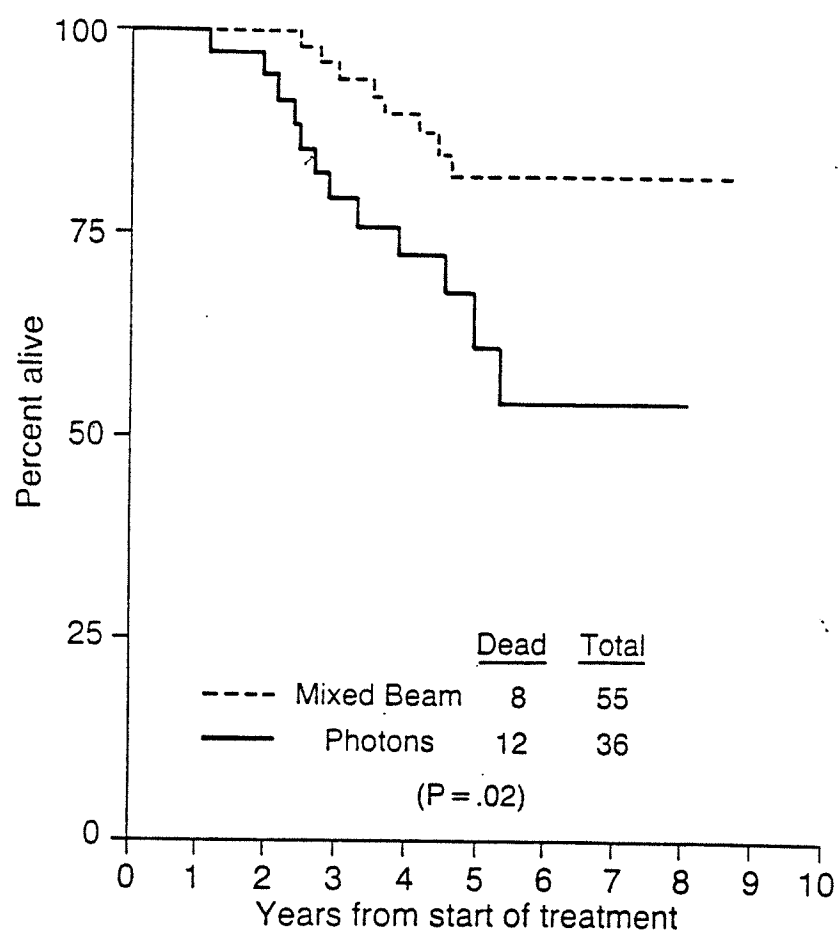 100
75
50
25
0
Percent alive
Dead Total
Mixed Beam 8 55
Photons 12 36
(P = .02)
0 1 2 3 4 5 6 7 8 9 10
Years from start of treatment